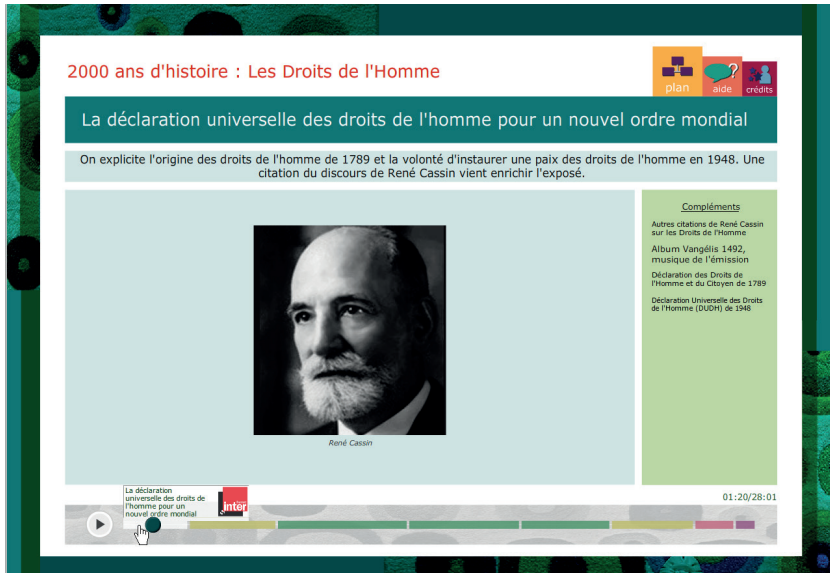 2000 ans d'histoire : Les Droits de l'Homme
plan
aide
crédits
La déclaration universelle des droits de l'homme pour un nouvel ordre mondial
On explicite l'origine des droits de l'homme de 1789 et la volonté d'instaurer une paix des droits de l'homme en 1948. Une
citation du discours de René Cassin vient enrichir l'exposé.
Compléments
Autres citations de René Cassin
sur les Droits de l'Homme
Album Vangélis 1492,
musique de l'émission
Déclaration des Droits de
l'Homme et du Citoyen de 1789
Déclaration Universelle des Droits
de l'Homme (DUDH) de 1948
René Cassin
01:20/28:01
La déclaration
universelle des droits de
l'homme pour un
nouvel ordre mondial
inter